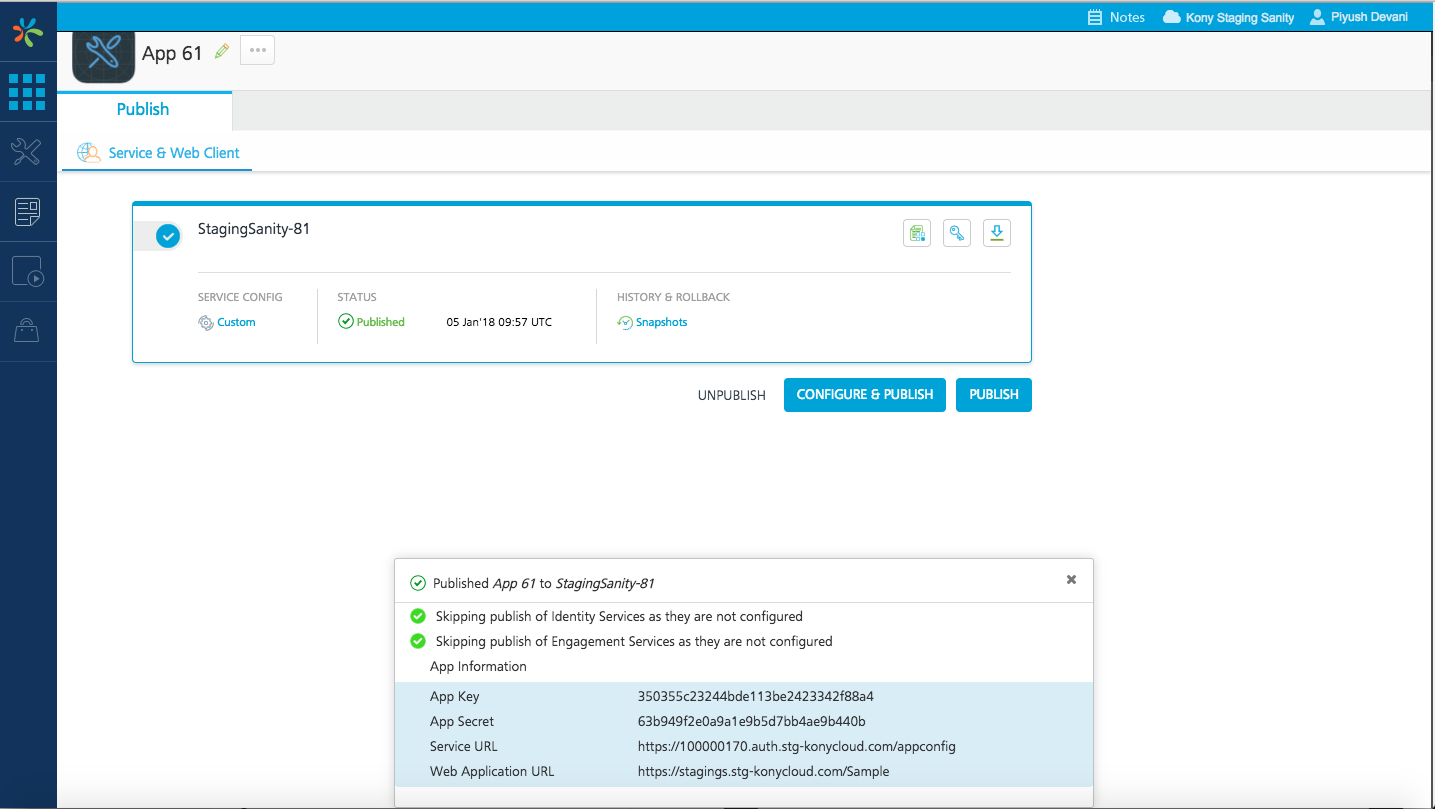 Notes Kony Staging Sanity Piyush Devani
App 61
Publish
Service & Web Client
StagingSanity-81
SERVICE CONFIG STATUS HISTORY & ROLLBACK
Custom Published 05 Jan'18 09:57 UTC Snapshots
UNPUBLISH CONFIGURE & PUBLISH PUBLISH
Published App 61 to StagingSanity-81
Skipping publish of Identity Services as they are not configured
Skipping publish of Engagement Services as they are not configured
App Information
App Key 350355c23244bde113be2423342f88a4
App Secret 63b949f2e0a9a1e9b5d7bb4ae9b440b
Service URL https://100000170.auth.stg-konycloud.com/appconfig
Web Application URL https://stagings.stg-konycloud.com/Sample